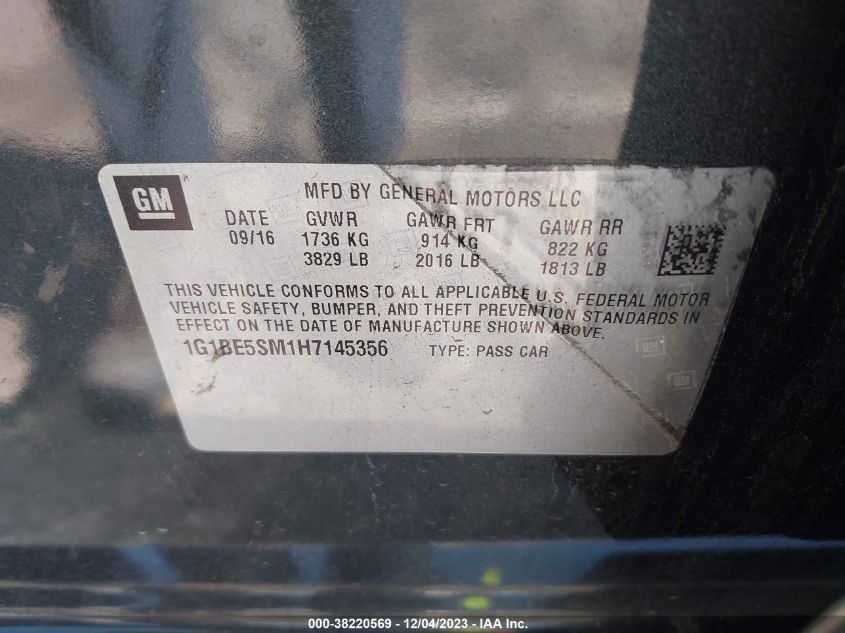 GM
MFD BY GENERAL MOTORS LLC
DATE GVWR GAWR FRT GAWR RR
09/16 1736 KG 914 KG 822 KG
3829 LB 2016 LB 1813 LB
THIS VEHICLE CONFORMS TO ALL APPLICABLE U.S. FEDERAL MOTOR
VEHICLE SAFETY, BUMPER, AND THEFT PREVENTION STANDARDS IN
EFFECT ON THE DATE OF MANUFACTURE SHOWN ABOVE.
1G1BE5SM1H7145356 TYPE: PASS CAR
GM
GM
000-38220569 - 12/04/2023 - IAA Inc.